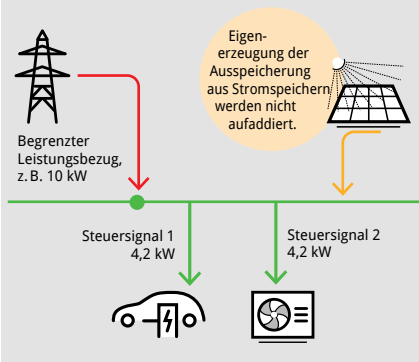 Eigen-
erzeugung der
Ausspeicherung
aus Stromspeichern
werden nicht
aufaddiert.
Begrenzter
Leistungsbezug,
z. B. 10 kW
Steuersignal 1
4,2 kW
Steuersignal 2
4,2 kW